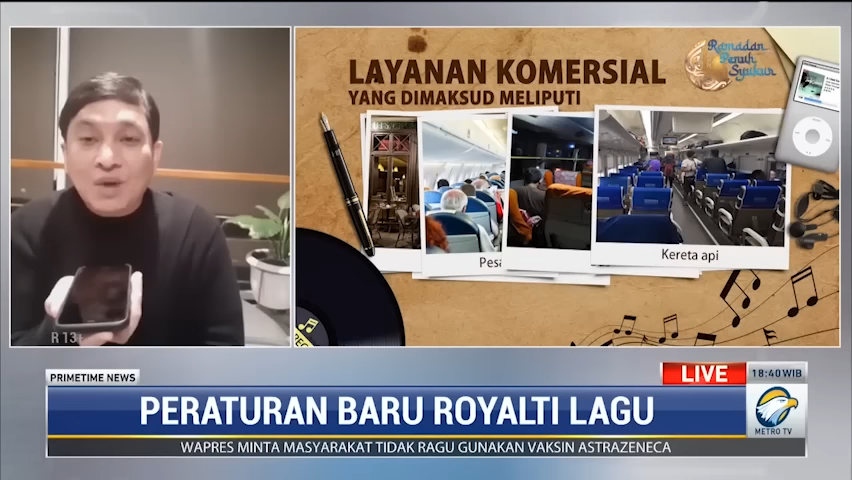 LAYANAN KOMERSIAL
YANG DIMAKSUD MELIPUTI
Ramadan
Penuh
Syukur
Kereta api
PRIMETIME NEWS
LIVE
18:40 WIB
PERATURAN BARU ROYALTI LAGU
METRO TV
WAPRES MINTA MASYARAKAT TIDAK RAGU GUNAKAN VAKSIN ASTRAZENECA